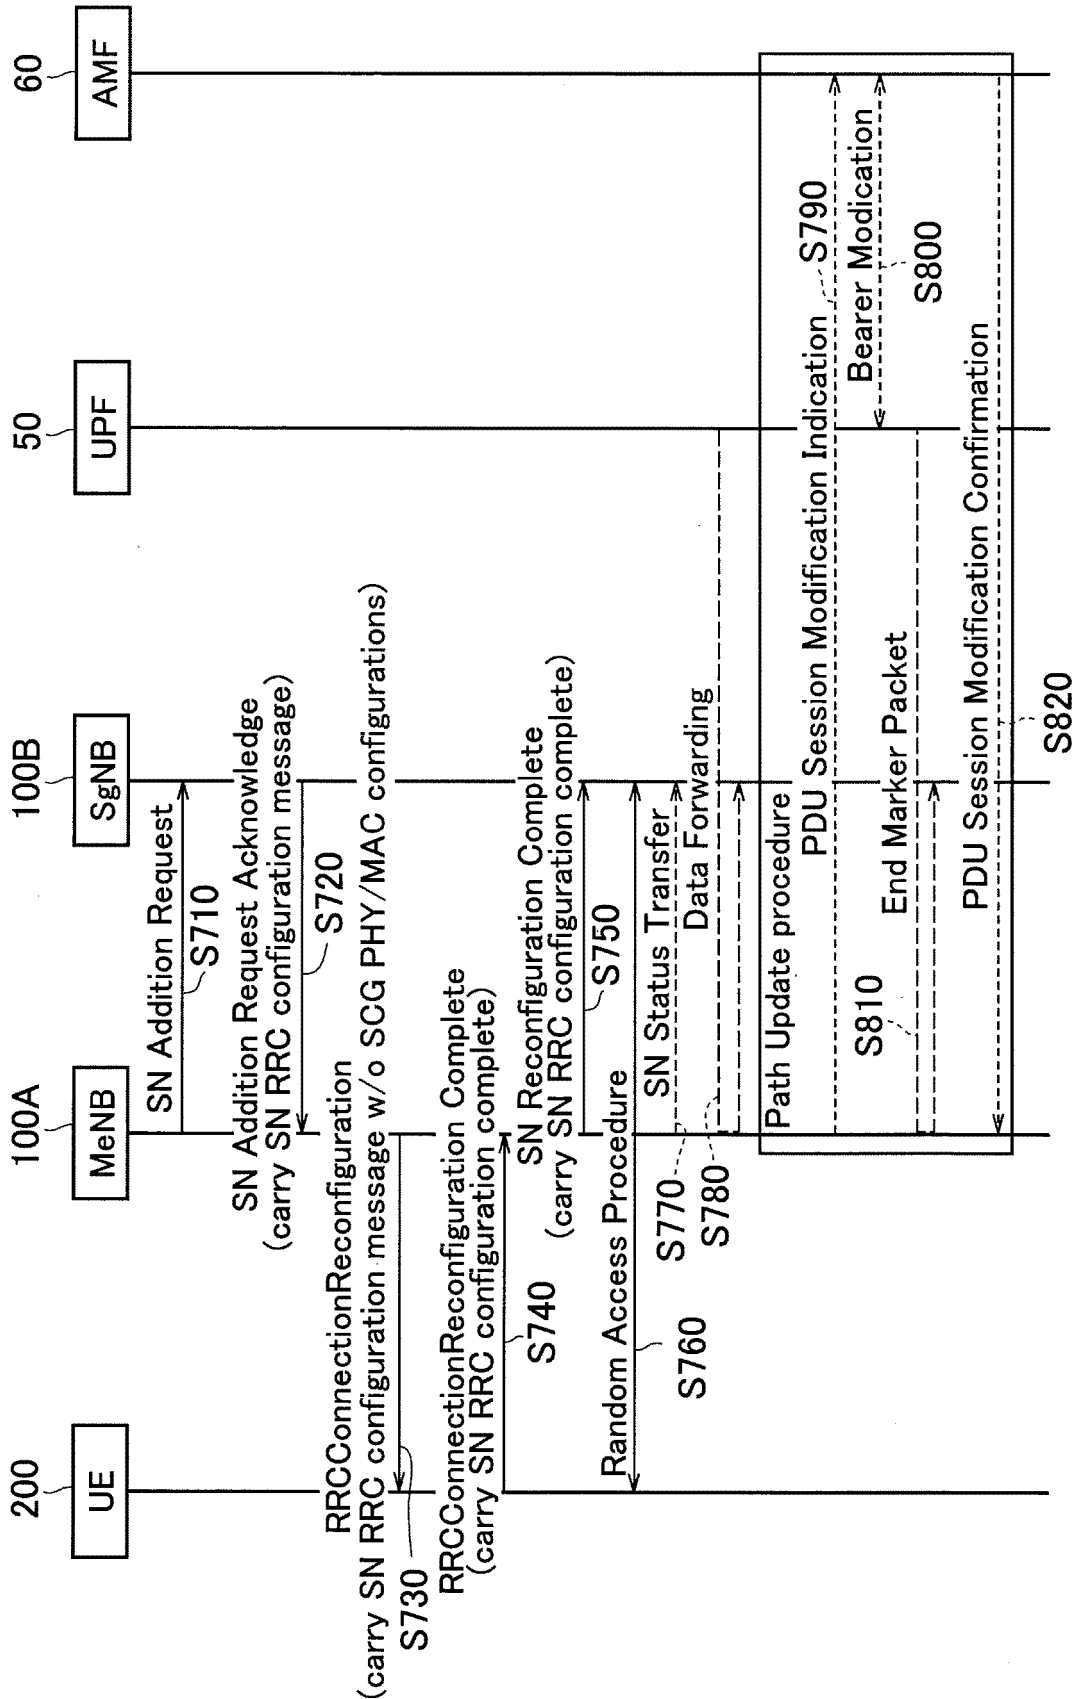 200
UE
100A
MeNB
100B
SgNB
50
UPF
60
AMF
SN Addition Request
S710
SN Addition Request Acknowledge
(carry SN RRC configuration message)
S720
RRCConnectionReconfiguration
(carry SN RRC configuration message w/o SCG PHY/MAC configurations)
S730
RRCConnectionReconfiguration Complete
(carry SN RRC configuration complete)
S740
SN Reconfiguration Complete
(carry SN RRC configuration complete)
S750
Random Access Procedure
S760
SN Status Transfer
S770
Data Forwarding
S780
Path Update procedure
PDU Session Modification Indication
S790
Bearer Modication
S800
End Marker Packet
S810
PDU Session Modification Confirmation
S820